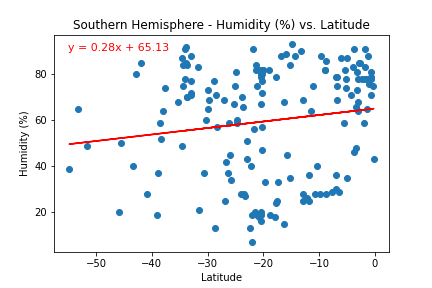 Southern Hemisphere - Humidity (%) vs. Latitude
y = 0.28x + 65.13
80
60
40
20
Humidity (%)
−50 −40 −30 −20 −10 0
Latitude